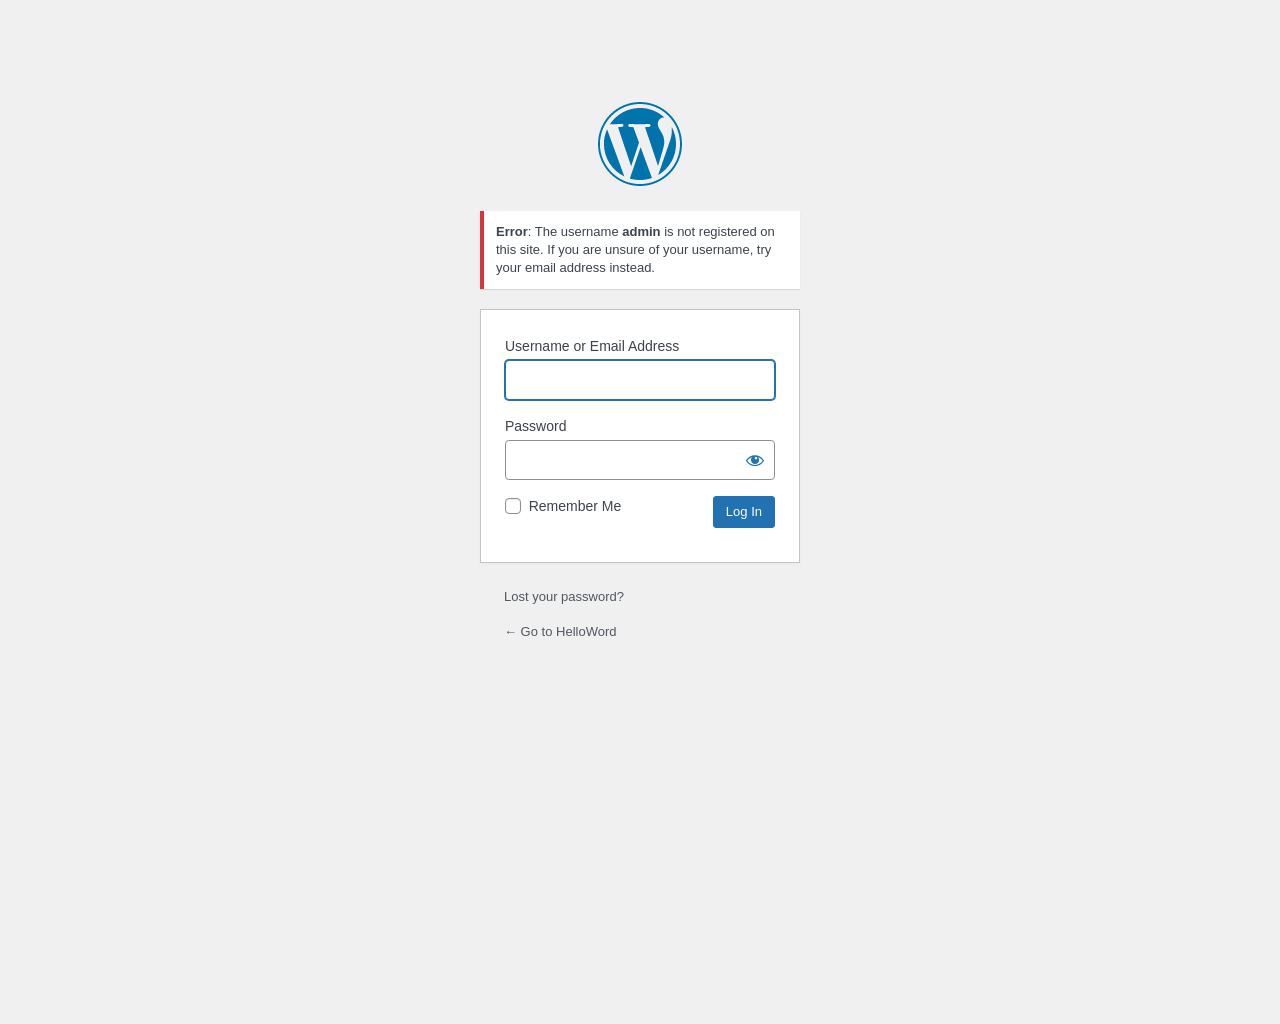 Error: The username admin is not registered on
this site. If you are unsure of your username, try
your email address instead.
Username or Email Address
Password
Remember Me
Log In
Lost your password?
← Go to HelloWord